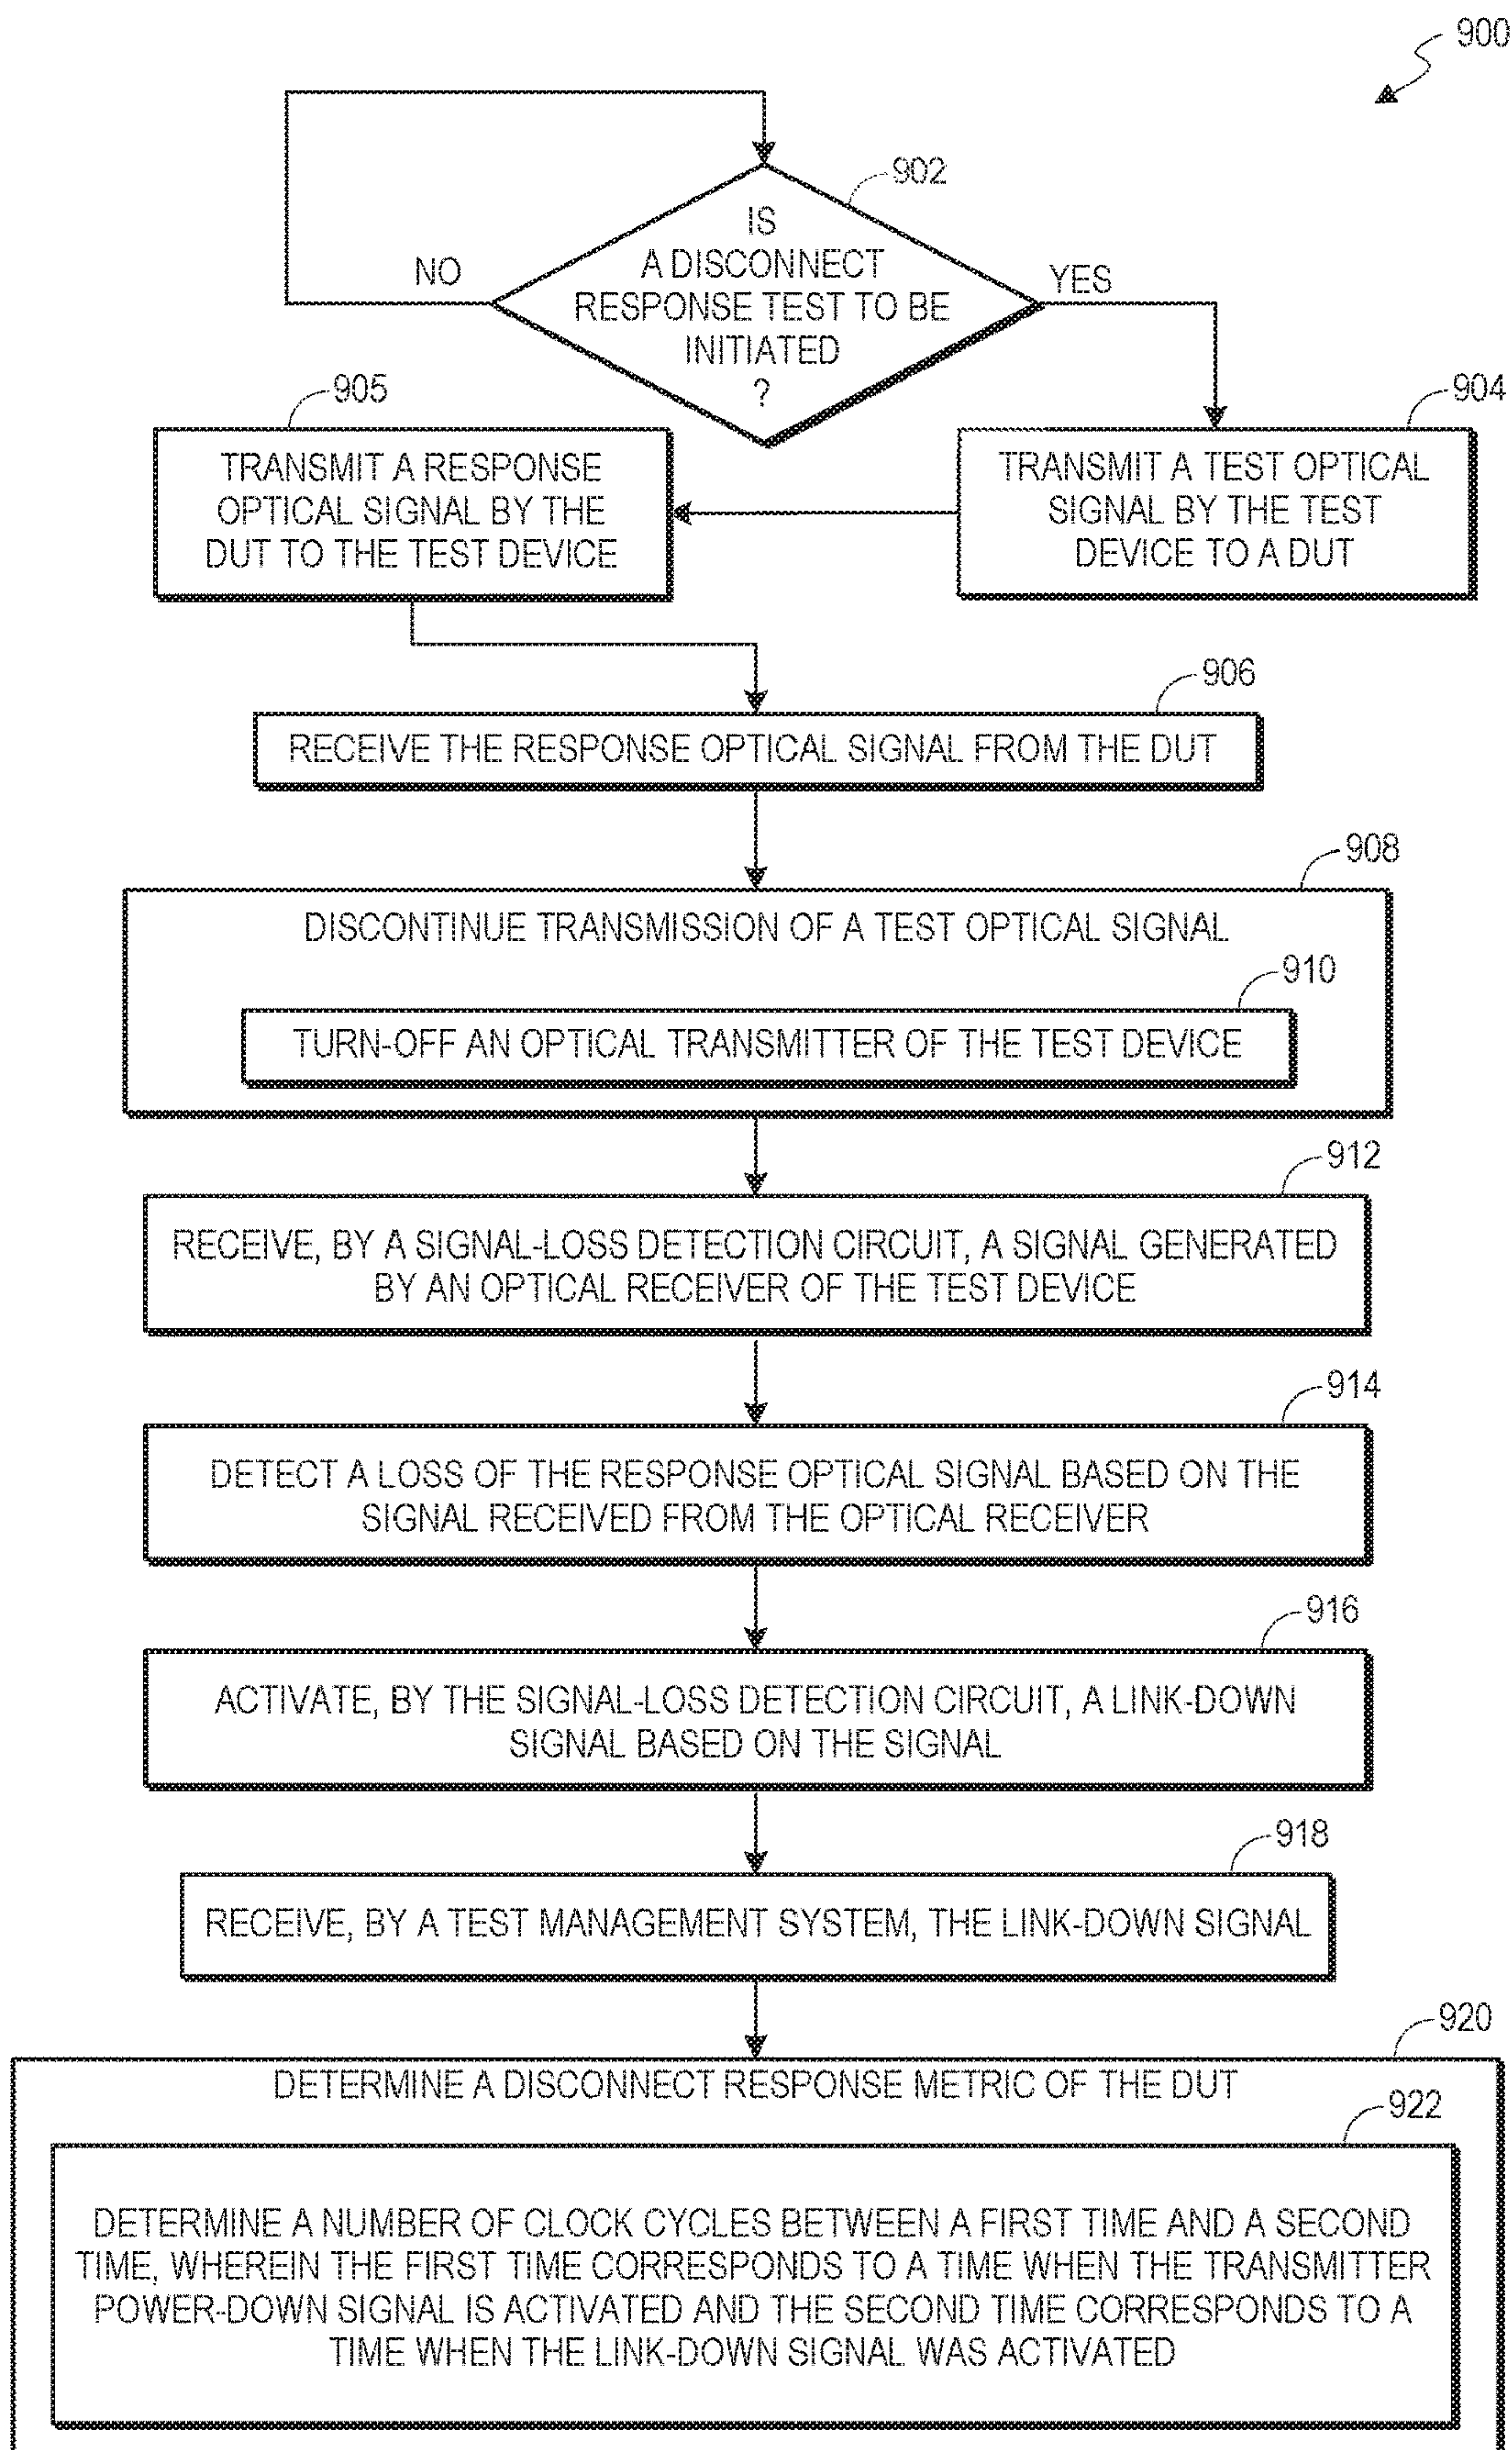 900
902
IS
A DISCONNECT
RESPONSE TEST TO BE
INITIATED
?
NO
YES
904
TRANSMIT A TEST OPTICAL
SIGNAL BY THE TEST
DEVICE TO A DUT
905
TRANSMIT A RESPONSE
OPTICAL SIGNAL BY THE
DUT TO THE TEST DEVICE
906
RECEIVE THE RESPONSE OPTICAL SIGNAL FROM THE DUT
908
DISCONTINUE TRANSMISSION OF A TEST OPTICAL SIGNAL
910
TURN-OFF AN OPTICAL TRANSMITTER OF THE TEST DEVICE
912
RECEIVE, BY A SIGNAL-LOSS DETECTION CIRCUIT, A SIGNAL GENERATED
BY AN OPTICAL RECEIVER OF THE TEST DEVICE
914
DETECT A LOSS OF THE RESPONSE OPTICAL SIGNAL BASED ON THE
SIGNAL RECEIVED FROM THE OPTICAL RECEIVER
916
ACTIVATE, BY THE SIGNAL-LOSS DETECTION CIRCUIT, A LINK-DOWN
SIGNAL BASED ON THE SIGNAL
918
RECEIVE, BY A TEST MANAGEMENT SYSTEM, THE LINK-DOWN SIGNAL
920
DETERMINE A DISCONNECT RESPONSE METRIC OF THE DUT
922
DETERMINE A NUMBER OF CLOCK CYCLES BETWEEN A FIRST TIME AND A SECOND
TIME, WHEREIN THE FIRST TIME CORRESPONDS TO A TIME WHEN THE TRANSMITTER
POWER-DOWN SIGNAL IS ACTIVATED AND THE SECOND TIME CORRESPONDS TO A
TIME WHEN THE LINK-DOWN SIGNAL WAS ACTIVATED